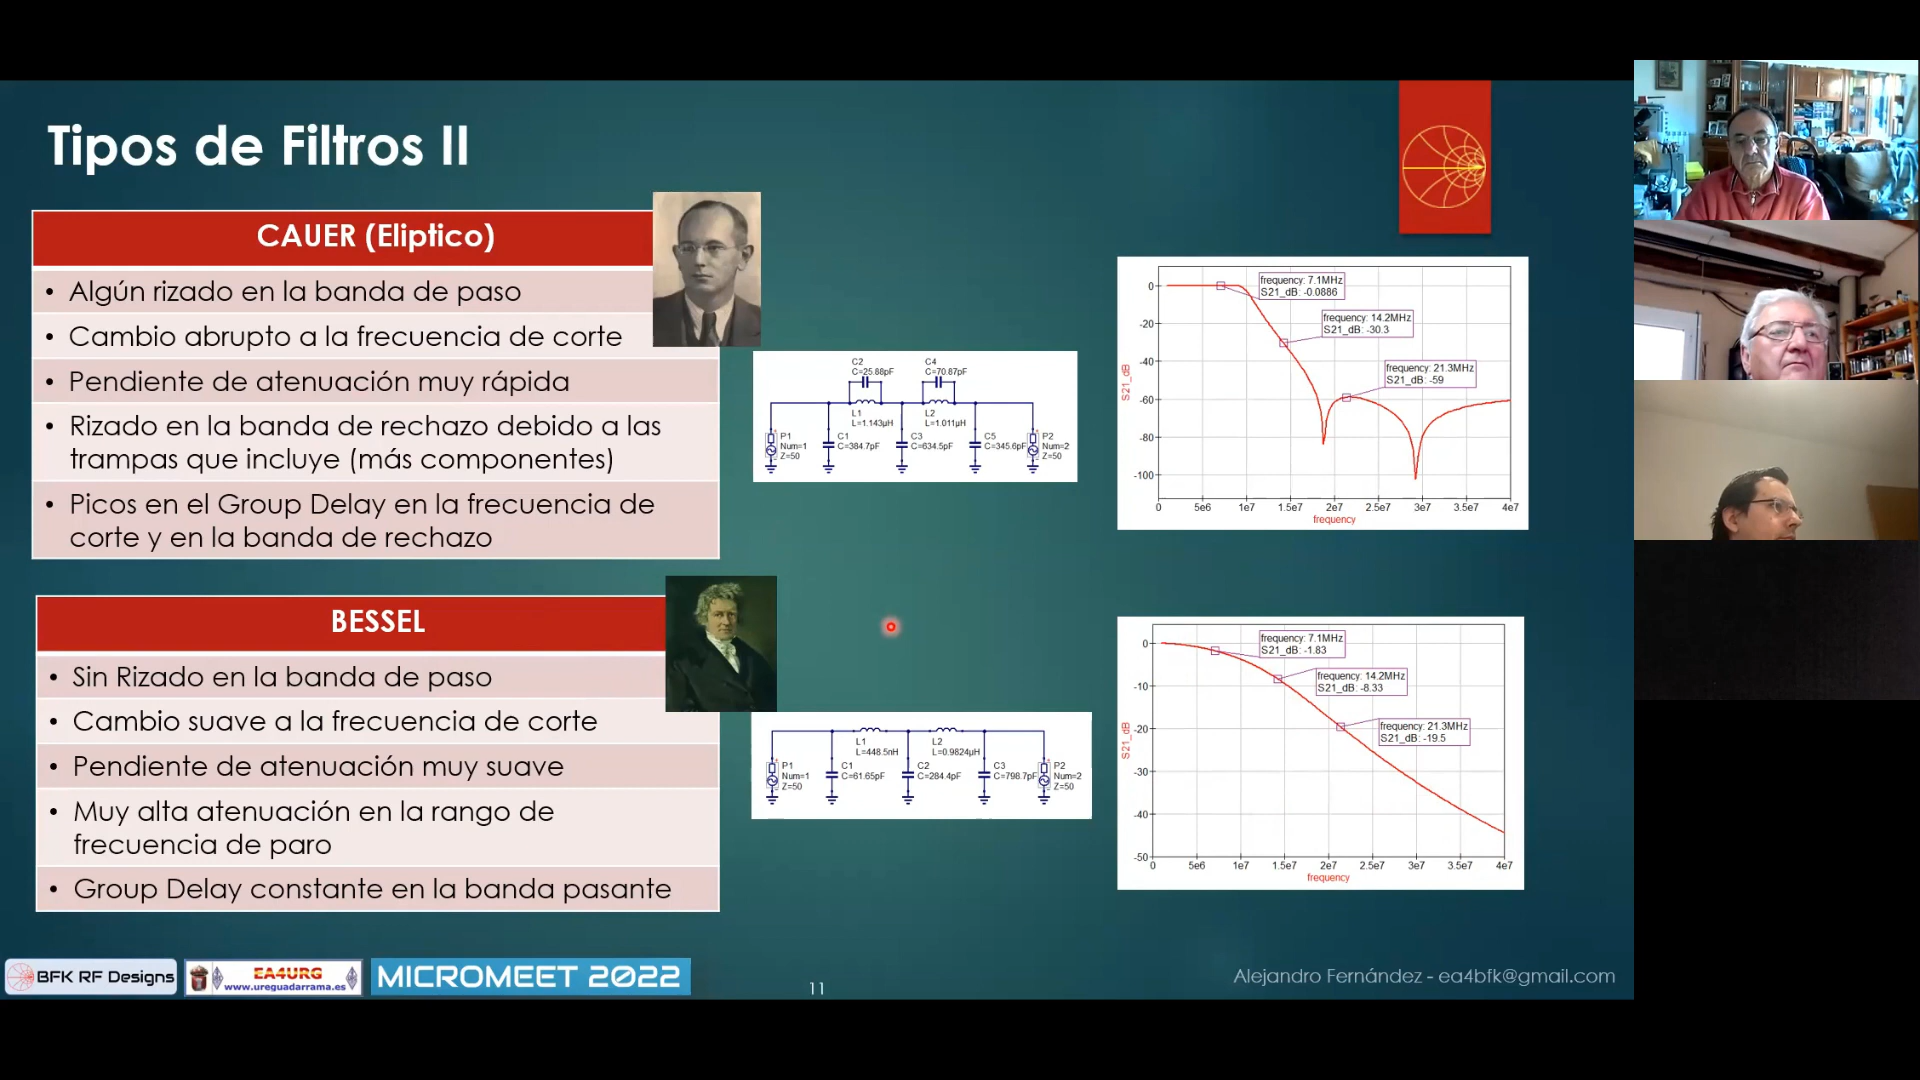 Tipos de Filtros II
CAUER (Eliptico)
• Algún rizado en la banda de paso
• Cambio abrupto a la frecuencia de corte
• Pendiente de atenuación muy rápida
• Rizado en la banda de rechazo debido a las
trampas que incluye (más componentes)
• Picos en el Group Delay en la frecuencia de
corte y en la banda de rechazo
C2
C=25.88pF
C4
C=70.87pF
L1
L=1.143µH
L2
L=1.011µH
P1
Num=1
Z=50
C1
C=384.7pF
C3
C=634.5pF
C5
C=345.6pF
P2
Num=2
Z=50
frequency: 7.1MHz
S21_dB: -0.0886
frequency: 14.2MHz
S21_dB: -30.3
frequency: 21.3MHz
S21_dB: -59
S21_dB
0
-20
-40
-60
-80
-100
0 5e6 1e7 1.5e7 2e7 2.5e7 3e7 3.5e7 4e7
frequency
BESSEL
• Sin Rizado en la banda de paso
• Cambio suave a la frecuencia de corte
• Pendiente de atenuación muy suave
• Muy alta atenuación en la rango de
frecuencia de paro
• Group Delay constante en la banda pasante
L1
L=448.5nH
L2
L=0.9824µH
P1
Num=1
Z=50
C1
C=61.65pF
C2
C=284.4pF
C3
C=798.7pF
P2
Num=2
Z=50
frequency: 7.1MHz
S21_dB: -1.83
frequency: 14.2MHz
S21_dB: -8.33
frequency: 21.3MHz
S21_dB: -19.5
S21_dB
0
-10
-20
-30
-40
-50
0 5e6 1e7 1.5e7 2e7 2.5e7 3e7 3.5e7 4e7
frequency
BFK RF Designs
EA4URG
www.ureguadarrama.es
MICROMEET 2022
11
Alejandro Fernández - ea4bfk@gmail.com